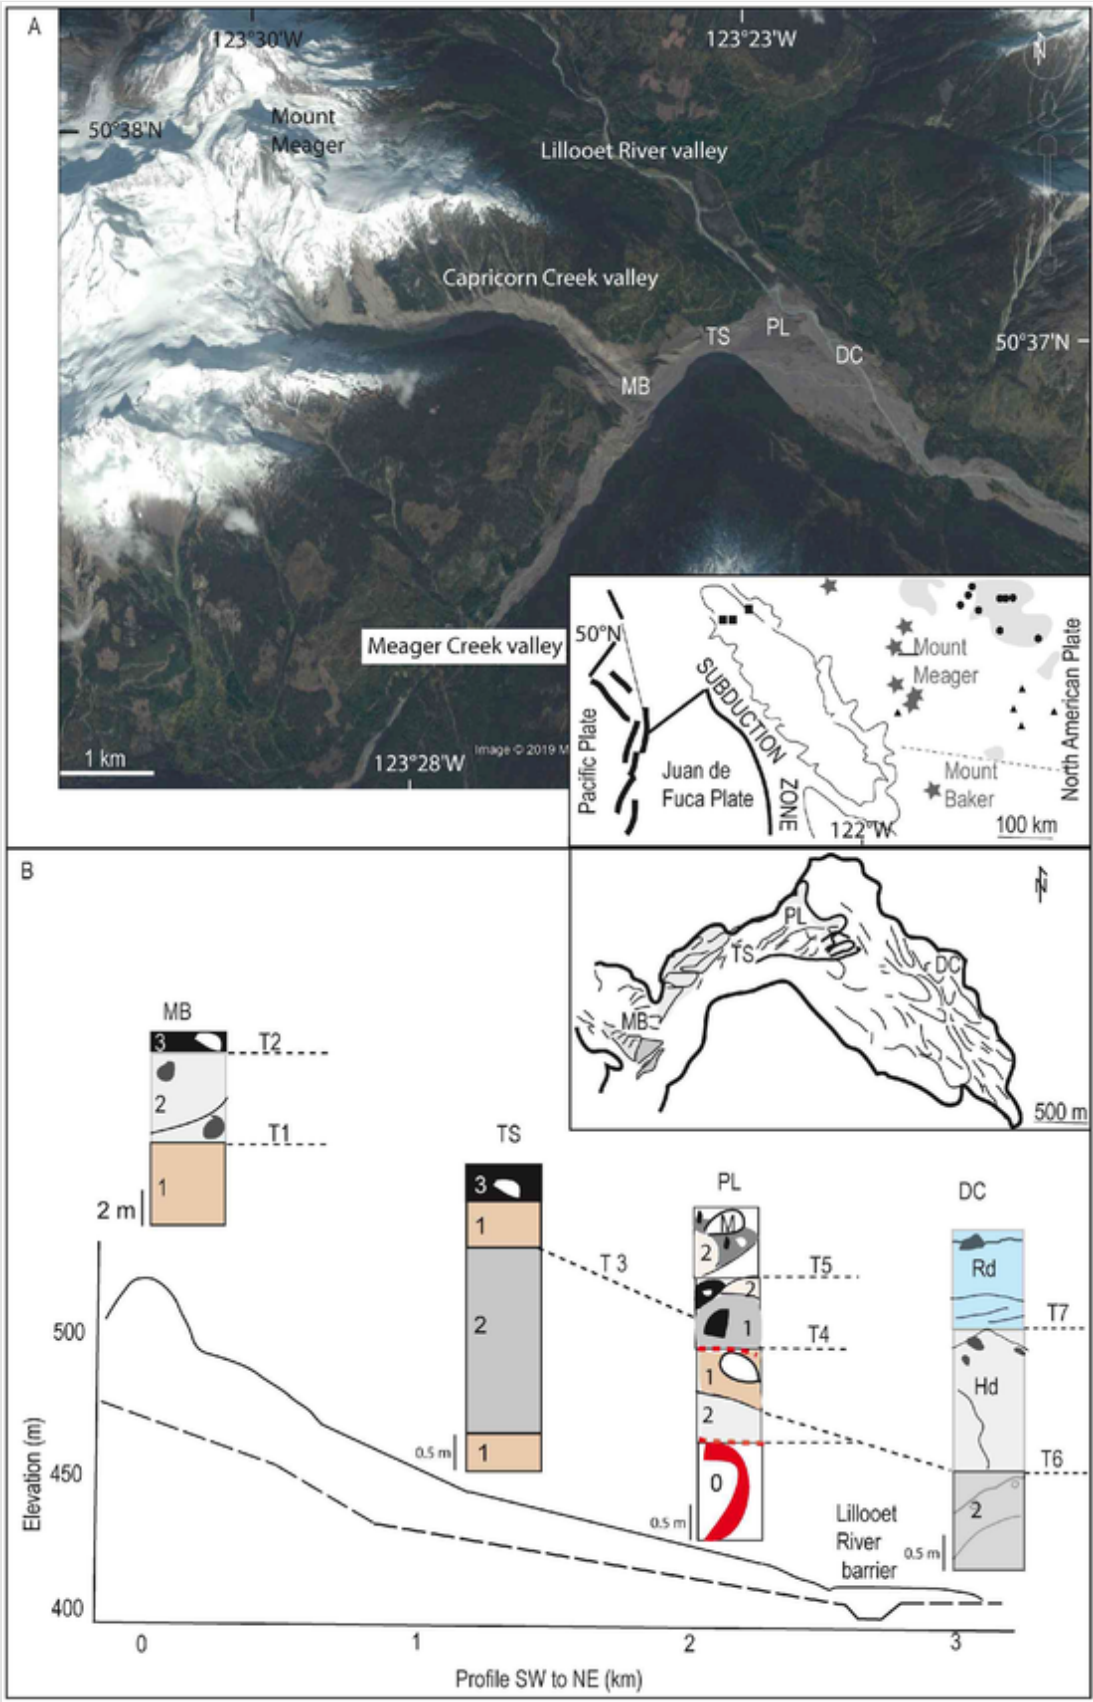 A
123°30'W
123°23'W
N
50°38'N
Mount
Meager
Lillooet River valley
Capricorn Creek valley
TS
PL
DC
50°37'N
MB
Meager Creek valley
1 km
123°28'W
Image © 2019 M
50°N
Pacific Plate
SUBDUCTION
ZONE
Juan de
Fuca Plate
Mount
Meager
North American Plate
Mount
Baker
122°W
100 km
B
N
PL
TS
HD
DC
MB
500 m
MB
3
T2
2
T1
1
2 m
TS
3
1
T 3
2
1
0.5 m
PL
M
2
T5
2
1
T4
1
2
0
0.5 m
DC
Rd
T7
Hd
T6
2
0.5 m
Lillooet
River
barrier
Elevation (m)
500
450
400
0
1
2
3
Profile SW to NE (km)